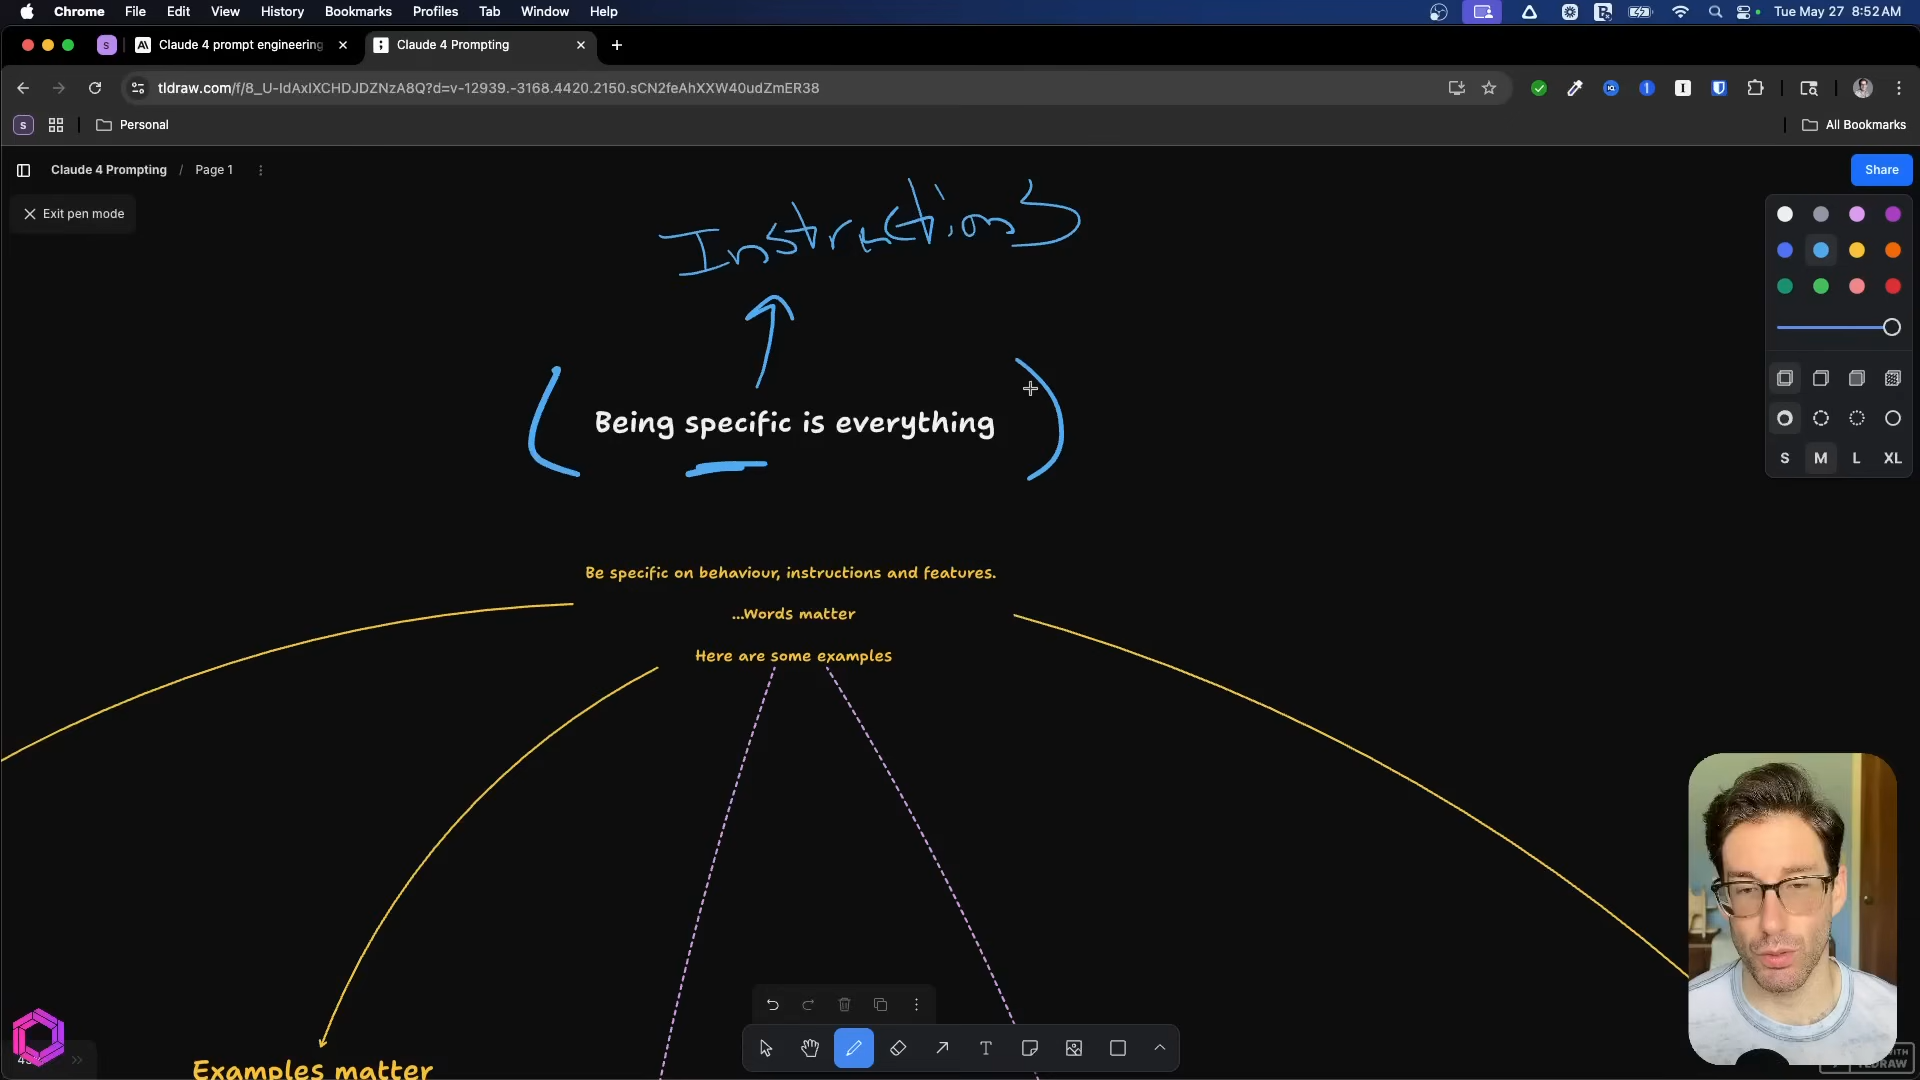 Chrome File Edit View History Bookmarks Profiles Tab Window Help Tue May 27 8:52 AM
S Claude 4 prompt engineering Claude 4 Prompting
tldraw.com/f/8_U-IdAxIXCHDJDZNzA8Q?d=v-12939.-3168.4420.2150.sCN2feAhXXW40udZmER38
S Personal All Bookmarks
Claude 4 Prompting / Page 1 Share
Exit pen mode
Instructions
Being specific is everything
S M L XL
Be specific on behaviour, instructions and features.
...Words matter
Here are some examples
Examples matter